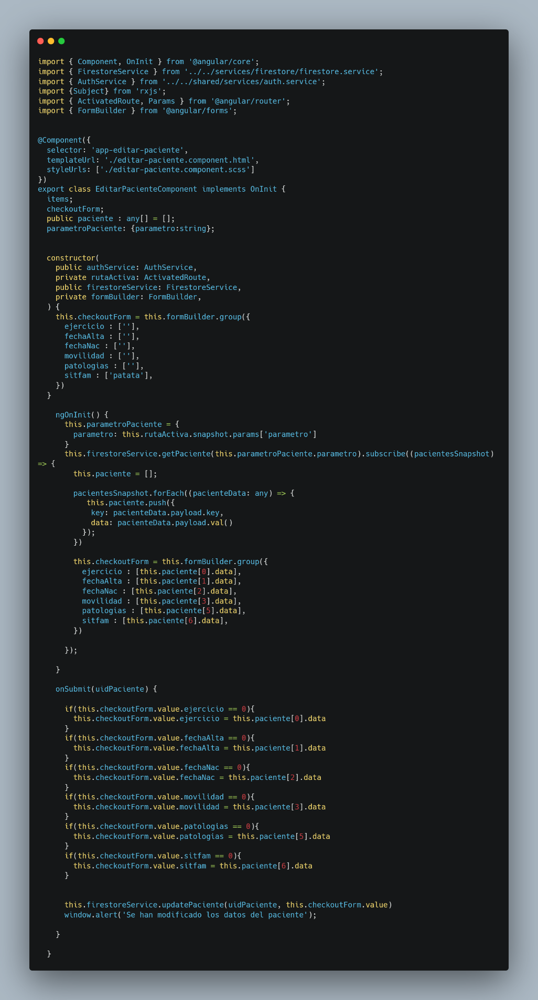 import { Component, OnInit } from '@angular/core';
import { FirestoreService } from '../../services/firestore/firestore.service';
import { AuthService } from '../../shared/services/auth.service';
import {Subject} from 'rxjs';
import { ActivatedRoute, Params } from '@angular/router';
import { FormBuilder } from '@angular/forms';


@Component({
  selector: 'app-editar-paciente',
  templateUrl: './editar-paciente.component.html',
  styleUrls: ['./editar-paciente.component.scss']
})
export class EditarPacienteComponent implements OnInit {
  items;
  checkoutForm;
  public paciente : any[] = [];
  parametroPaciente: {parametro:string};


  constructor(
    public authService: AuthService,
    private rutaActiva: ActivatedRoute,
    public firestoreService: FirestoreService,
    private formBuilder: FormBuilder,
  ) {
    this.checkoutForm = this.formBuilder.group({
      ejercicio : [''],
      fechaAlta : [''],
      fechaNac : [''],
      movilidad : [''],
      patologias : [''],
      sitfam : ['patata'],
    })
  }

    ngOnInit() {
      this.parametroPaciente = {
        parametro: this.rutaActiva.snapshot.params['parametro']
      }
      this.firestoreService.getPaciente(this.parametroPaciente.parametro).subscribe((pacientesSnapshot)
=> {
        this.paciente = [];

        pacientesSnapshot.forEach((pacienteData: any) => {
           this.paciente.push({
            key: pacienteData.payload.key,
            data: pacienteData.payload.val()
          });
        })

        this.checkoutForm = this.formBuilder.group({
          ejercicio : [this.paciente[0].data],
          fechaAlta : [this.paciente[1].data],
          fechaNac : [this.paciente[2].data],
          movilidad : [this.paciente[3].data],
          patologias : [this.paciente[5].data],
          sitfam : [this.paciente[6].data],
        })

      });

    }

    onSubmit(uidPaciente) {

      if(this.checkoutForm.value.ejercicio == 0){
        this.checkoutForm.value.ejercicio = this.paciente[0].data
      }
      if(this.checkoutForm.value.fechaAlta == 0){
        this.checkoutForm.value.fechaAlta = this.paciente[1].data
      }
      if(this.checkoutForm.value.fechaNac == 0){
        this.checkoutForm.value.fechaNac = this.paciente[2].data
      }
      if(this.checkoutForm.value.movilidad == 0){
        this.checkoutForm.value.movilidad = this.paciente[3].data
      }
      if(this.checkoutForm.value.patologias == 0){
        this.checkoutForm.value.patologias = this.paciente[5].data
      }
      if(this.checkoutForm.value.sitfam == 0){
        this.checkoutForm.value.sitfam = this.paciente[6].data
      }


      this.firestoreService.updatePaciente(uidPaciente, this.checkoutForm.value)
      window.alert('Se han modificado los datos del paciente');

    }

  }